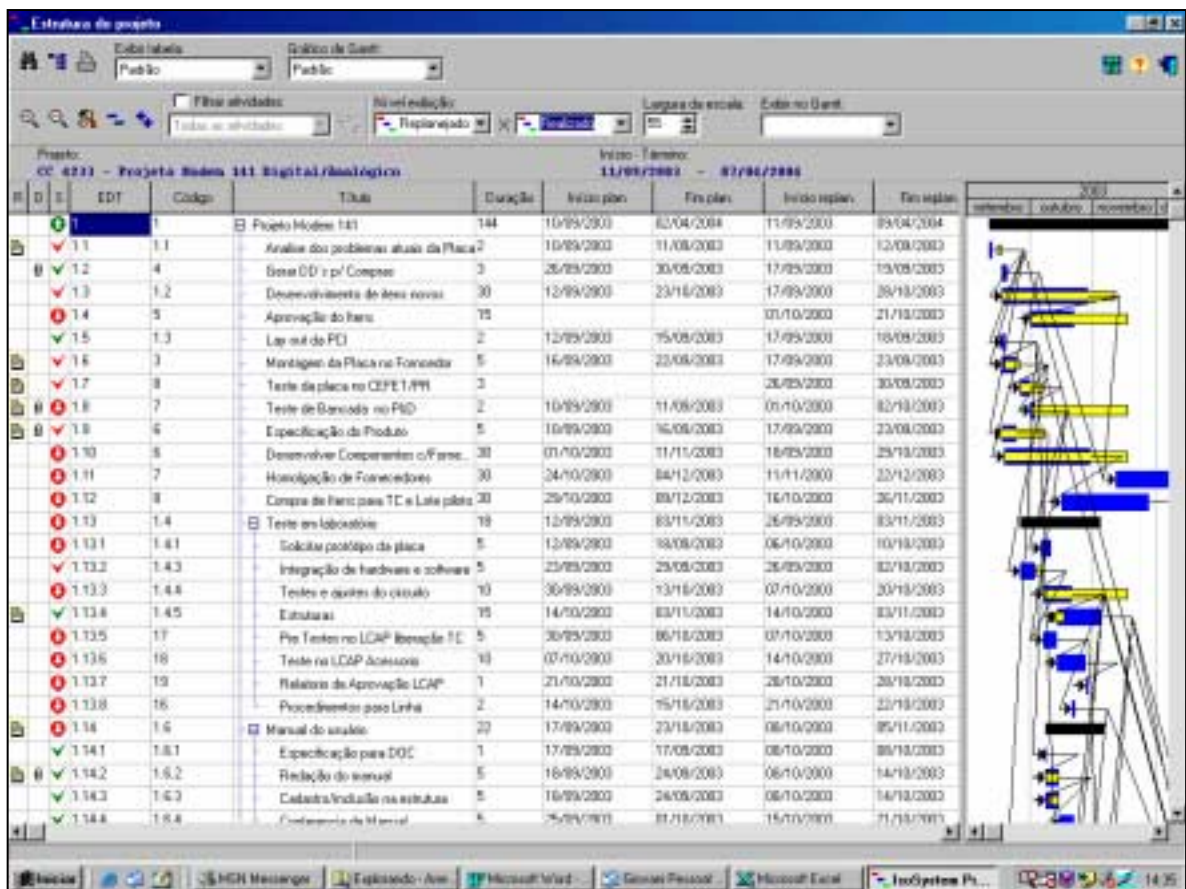 Estrutura do projeto
Exibir tabela: Gráfico de Gantt:
Padrão Padrão
Filtrar atividades: Nível exibição: Largura da escala: Exibir no Gantt:
Todas as atividades Replanejado X Realizado
Projeto: Início - Término:
CC 4233 - Projeto Modem 141 Digital/Analógico
EDT Código Título Duração Início plan. Fim plan. Início replan. Fim replan. 2003
setembro outubro novembro
1 1 Projeto Modem 141 144 10/09/2003 02/04/2004 11/09/2003 09/04/2004
1.1 1.1 Analise dos problemas atuais da Placa 2 10/09/2003 11/09/2003 11/09/2003 12/09/2003
1.2 4 Gerar DD's p/ Compras 3 26/09/2003 30/09/2003 17/09/2003 19/09/2003
1.3 1.2 Desenvolvimento de itens novos 30 12/09/2003 23/10/2003 17/09/2003 28/10/2003
1.4 5 Aprovação do Itens 15 01/10/2003 21/10/2003
1.5 1.3 Lay out da PCI 2 12/09/2003 15/09/2003 17/09/2003 18/09/2003
1.6 3 Montagem da Placa no Fornecedor 5 16/09/2003 22/09/2003 17/09/2003 23/09/2003
1.7 8 Teste da placa no CEFET/PR 3 26/09/2003 30/09/2003
1.8 7 Teste de Bancada no P&D 2 10/09/2003 11/09/2003 01/10/2003 02/10/2003
1.9 6 Especificação do Produto 5 10/09/2003 16/09/2003 17/09/2003 23/09/2003
1.10 6 Desenvolver Componentes c/Forne... 30 01/10/2003 11/11/2003 18/09/2003 29/10/2003
1.11 7 Homolgação de Fornecedores 30 24/10/2003 04/12/2003 11/11/2003 22/12/2003
1.12 8 Compra de Itens para TC e Lote piloto 30 29/10/2003 09/12/2003 16/10/2003 26/11/2003
1.13 1.4 Teste em laboratório 18 12/09/2003 03/11/2003 26/09/2003 03/11/2003
1.13.1 1.4.1 Solicitar protótipo da placa 5 12/09/2003 18/09/2003 06/10/2003 10/10/2003
1.13.2 1.4.3 Integração de hardware e software 5 23/09/2003 29/09/2003 26/09/2003 02/10/2003
1.13.3 1.4.4 Testes e ajustes do circuito 10 30/09/2003 13/10/2003 07/10/2003 20/10/2003
1.13.4 1.4.5 Estruturas 15 14/10/2003 03/11/2003 14/10/2003 03/11/2003
1.13.5 17 Pre Testes no LCAP liberação TC 5 30/09/2003 06/10/2003 07/10/2003 13/10/2003
1.13.6 18 Teste no LCAP Acessorio 10 07/10/2003 20/10/2003 14/10/2003 27/10/2003
1.13.7 19 Relatorio de Aprovação LCAP 1 21/10/2003 21/10/2003 28/10/2003 28/10/2003
1.13.8 16 Procedimentos para Linha 2 14/10/2003 15/10/2003 21/10/2003 22/10/2003
1.14 1.6 Manual do usuário 22 17/09/2003 23/10/2003 08/10/2003 05/11/2003
1.14.1 1.6.1 Especificação para DOC 1 17/09/2003 17/09/2003 08/10/2003 08/10/2003
1.14.2 1.6.2 Redação do manual 5 18/09/2003 24/09/2003 08/10/2003 14/10/2003
1.14.3 1.6.3 Cadastro/inclusão na estrutura 5 18/09/2003 24/09/2003 08/10/2003 14/10/2003
1.14.4 1.6.4 Conferencia do Manual 5 25/09/2003 01/10/2003 15/10/2003 21/10/2003
Iniciar MSN Messenger Explorando - Microsoft Word - Giovani Pessoal Microsoft Excel IsoSystem Pr... 14:35